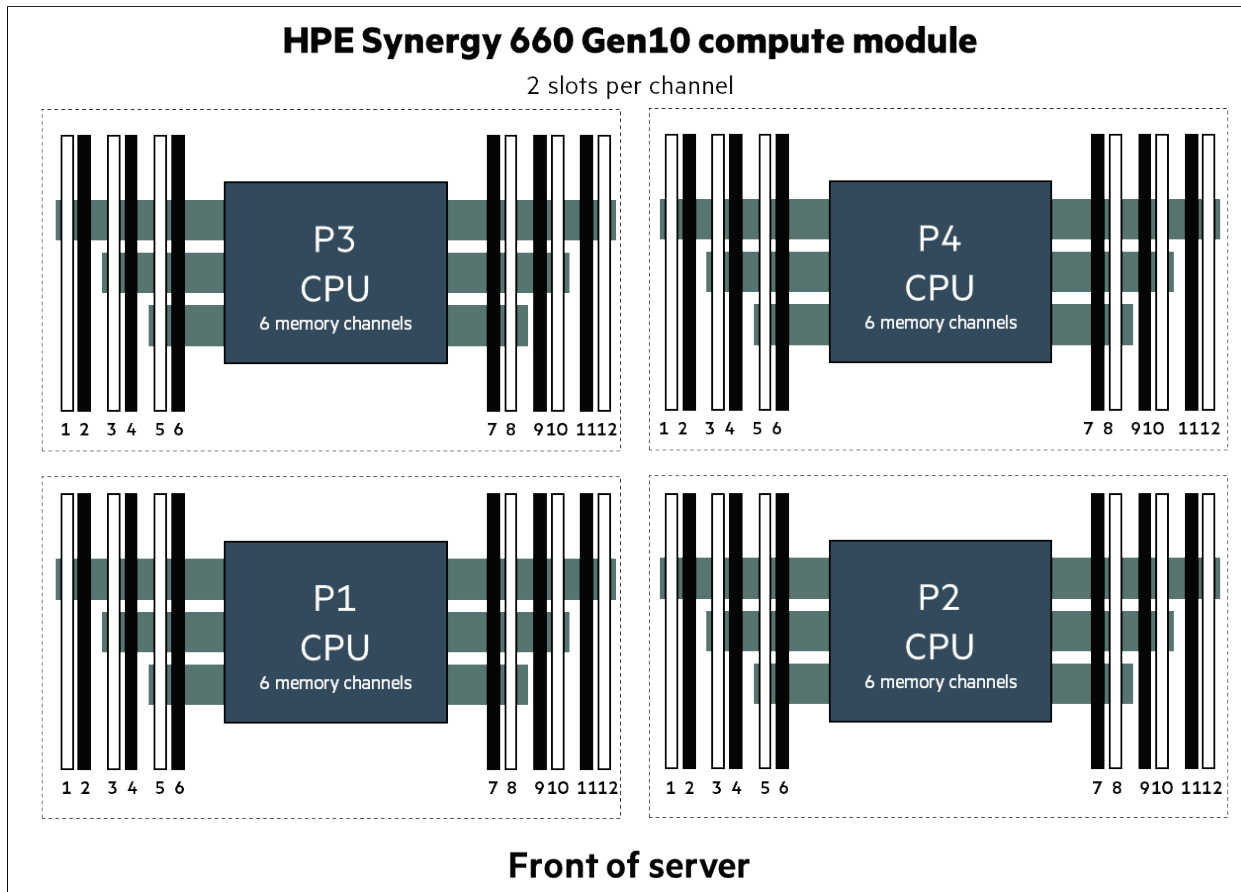 HPE Synergy 660 Gen10 compute module
2 slots per channel
P3
CPU
6 memory channels
1 2 3 4 5 6 7 8 9 10 11 12
P4
CPU
6 memory channels
1 2 3 4 5 6 7 8 9 10 11 12
P1
CPU
6 memory channels
1 2 3 4 5 6 7 8 9 10 11 12
P2
CPU
6 memory channels
1 2 3 4 5 6 7 8 9 10 11 12
Front of server